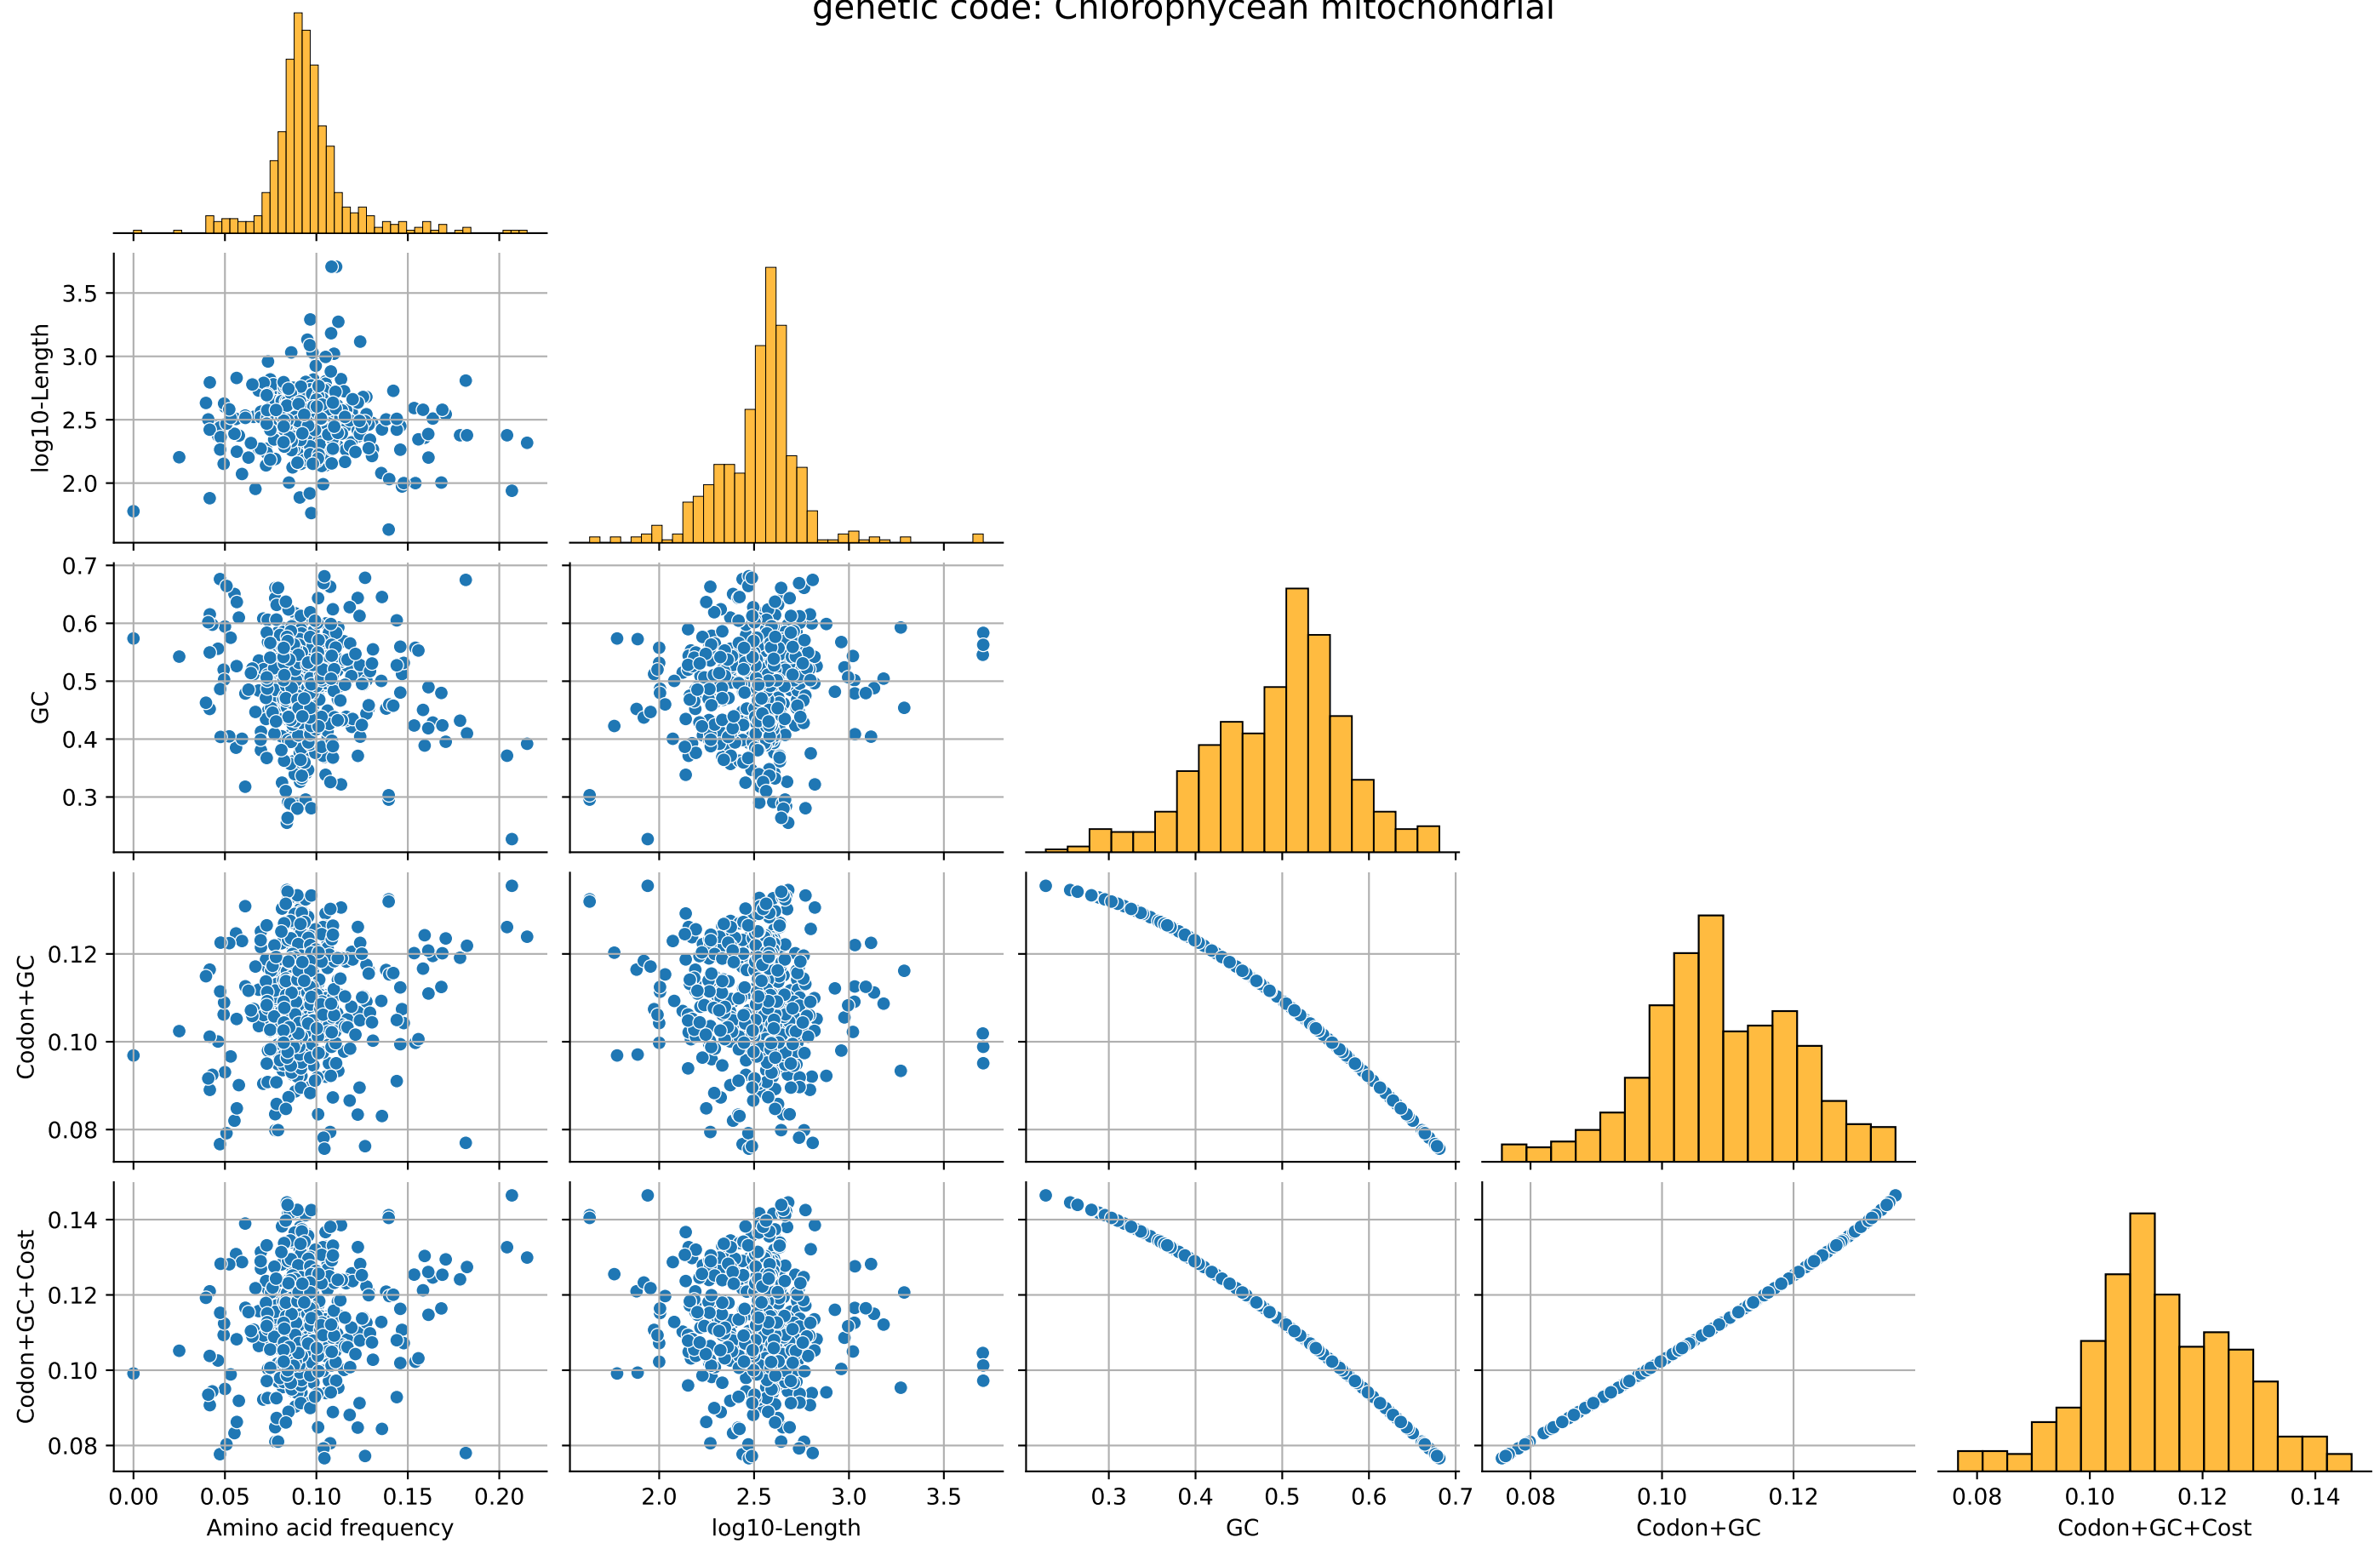 genetic code: Chlorophycean mitochondrial
log10-Length
3.5
3.0
2.5
2.0
GC
0.7
0.6
0.5
0.4
0.3
Codon+GC
0.12
0.10
0.08
Codon+GC+Cost
0.14
0.12
0.10
0.08
0.00 0.05 0.10 0.15 0.20
2.0 2.5 3.0 3.5
0.3 0.4 0.5 0.6 0.7
0.08 0.10 0.12
0.08 0.10 0.12 0.14
Amino acid frequency
log10-Length
GC
Codon+GC
Codon+GC+Cost